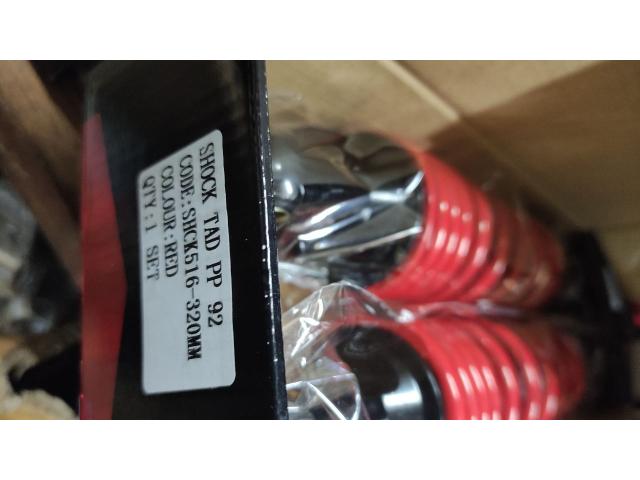 SHOCK TAD PP 92
CODE:SHCK516-320MM
COLOUR:RED
QTY:1 SET